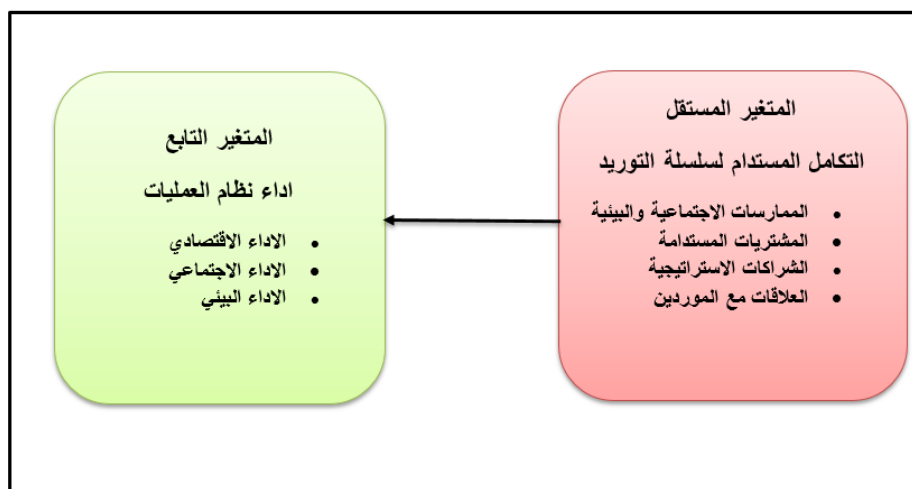 المتغير المستقل
التكامل المستدام لسلسلة التوريد
• الممارسات الاجتماعية والبيئية
• المشتريات المستدامة
• الشراكات الاستراتيجية
• العلاقات مع الموردين
المتغير التابع
اداء نظام العمليات
• الاداء الاقتصادي
• الاداء الاجتماعي
• الاداء البيئي